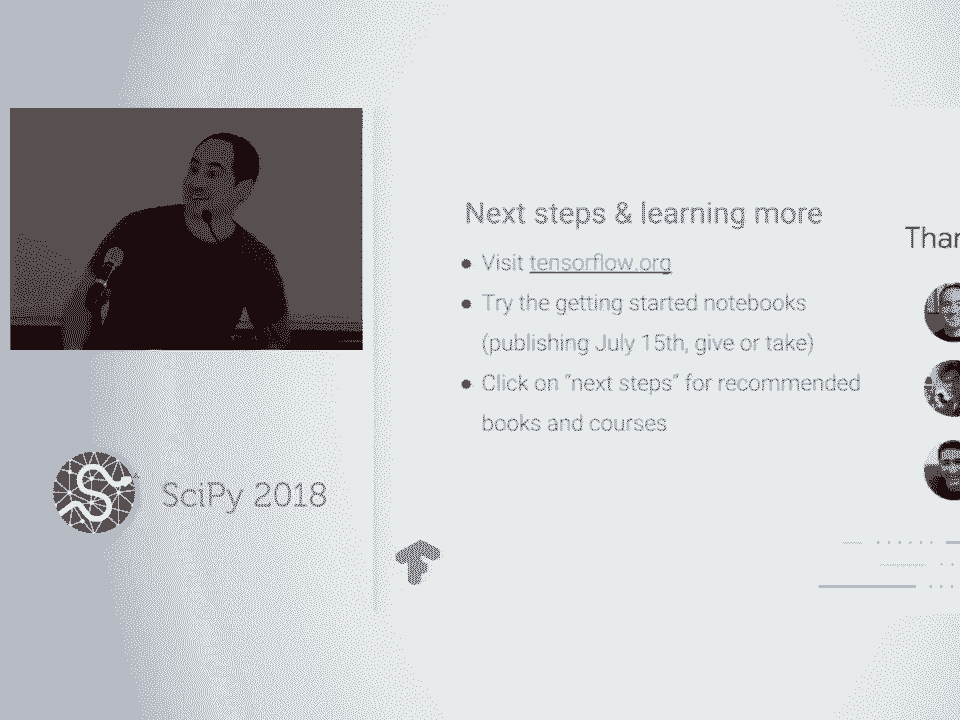 Next steps & learning more
Visit tensorflow.org
Try the getting started notebooks
(publishing July 15th, give or take)
Click on "next steps" for recommended
books and courses
SciPy 2018